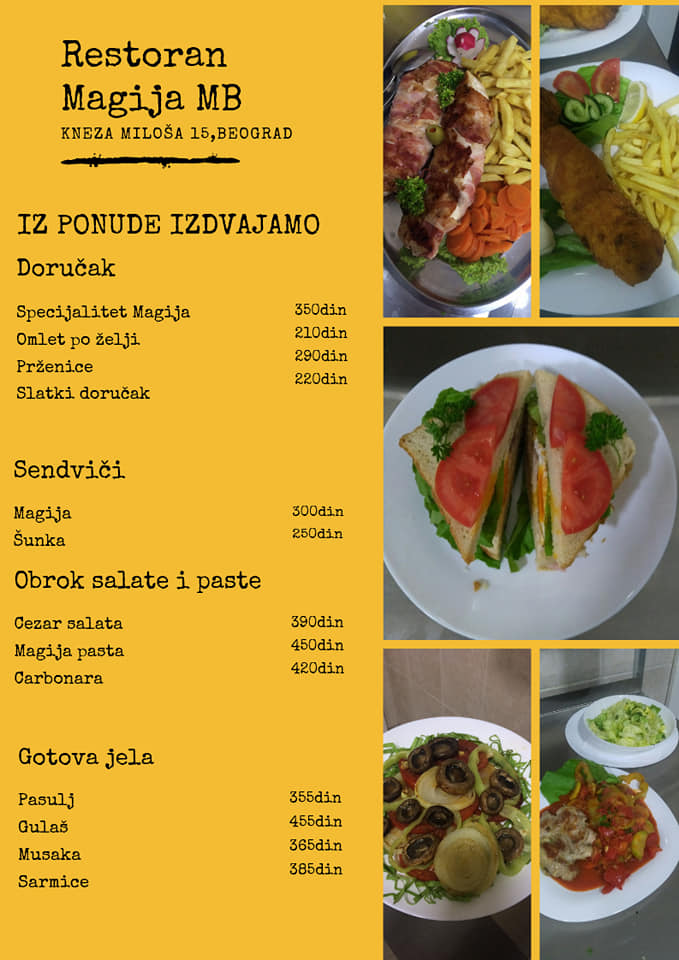 Restoran
Magija MB
KNEZA MILOŠA 15,BEOGRAD
IZ PONUDE IZDVAJAMO
Doručak
Specijalitet Magija 350din
Omlet po želji 210din
Prženice 290din
Slatki doručak 220din
Sendviči
Magija 300din
Šunka 250din
Obrok salate i paste
Cezar salata 390din
Magija pasta 450din
Carbonara 420din
Gotova jela
Pasulj 355din
Gulaš 455din
Musaka 365din
Sarmice 385din